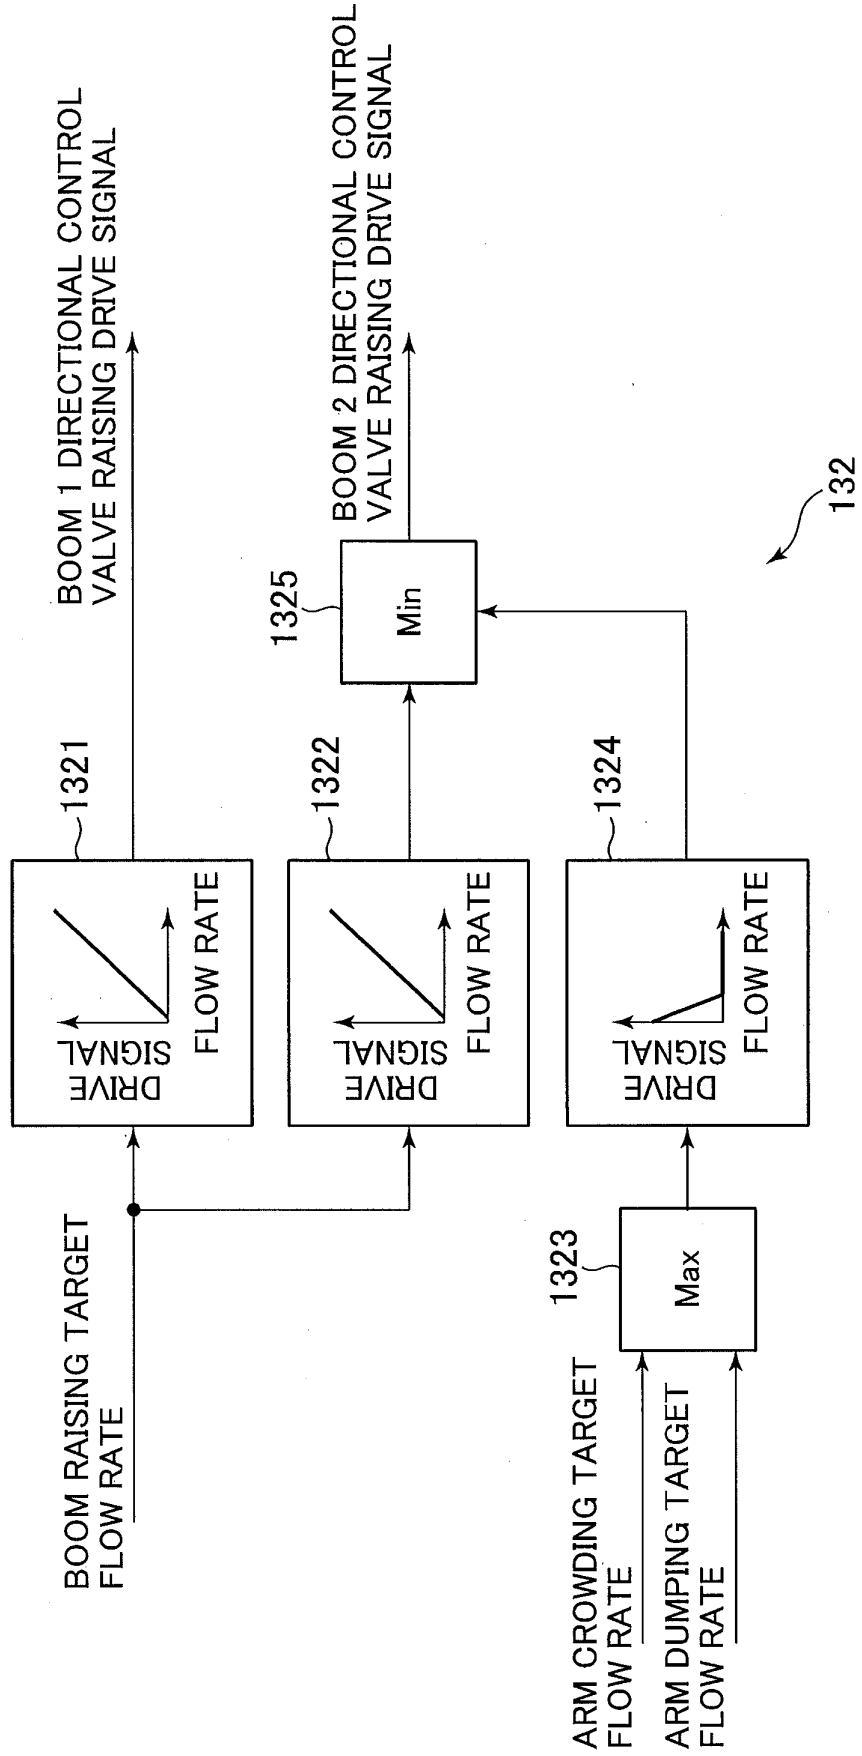 BOOM RAISING TARGET
FLOW RATE
1321
DRIVE
SIGNAL
FLOW RATE
BOOM 1 DIRECTIONAL CONTROL
VALVE RAISING DRIVE SIGNAL
1322
DRIVE
SIGNAL
FLOW RATE
1325
Min
BOOM 2 DIRECTIONAL CONTROL
VALVE RAISING DRIVE SIGNAL
ARM CROWDING TARGET
FLOW RATE
ARM DUMPING TARGET
FLOW RATE
1323
Max
1324
DRIVE
SIGNAL
FLOW RATE
132